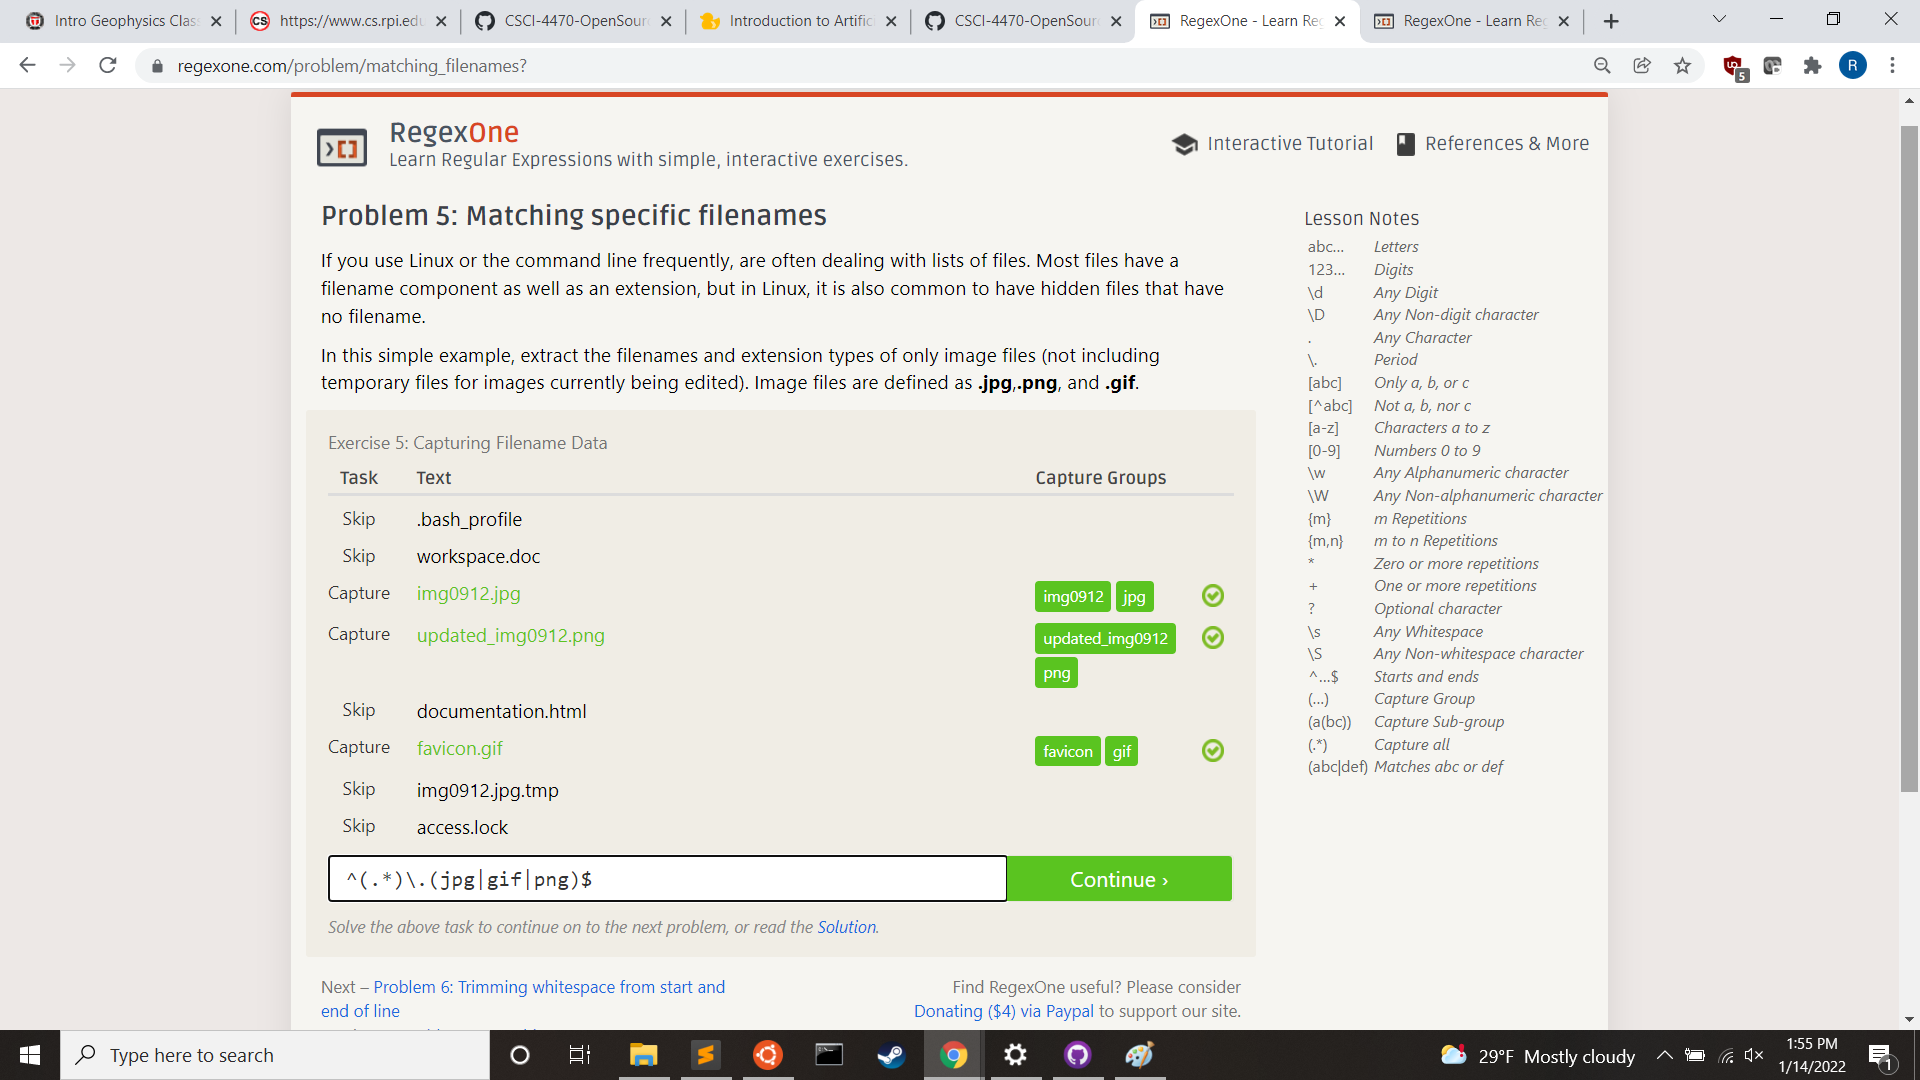 Intro Geophysics Clas
https://www.cs.rpi.edu
CSCI-4470-OpenSour
Introduction to Artific
CSCI-4470-OpenSour
RegexOne - Learn Re
RegexOne - Learn Reg
regexone.com/problem/matching_filenames?
5
R
RegexOne
Learn Regular Expressions with simple, interactive exercises.
Interactive Tutorial
References & More
Problem 5: Matching specific filenames
If you use Linux or the command line frequently, are often dealing with lists of files. Most files have a
filename component as well as an extension, but in Linux, it is also common to have hidden files that have
no filename.
In this simple example, extract the filenames and extension types of only image files (not including
temporary files for images currently being edited). Image files are defined as .jpg,.png, and .gif.
Exercise 5: Capturing Filename Data
Task Text Capture Groups
Skip .bash_profile
Skip workspace.doc
Capture img0912.jpg img0912 jpg
Capture updated_img0912.png updated_img0912
png
Skip documentation.html
Capture favicon.gif favicon gif
Skip img0912.jpg.tmp
Skip access.lock
^(.*)\.(jpg|gif|png)$
Continue ›
Solve the above task to continue on to the next problem, or read the Solution.
Next – Problem 6: Trimming whitespace from start and
end of line
Find RegexOne useful? Please consider
Donating ($4) via Paypal to support our site.
Lesson Notes
abc… Letters
123… Digits
\d Any Digit
\D Any Non-digit character
. Any Character
\. Period
[abc] Only a, b, or c
[^abc] Not a, b, nor c
[a-z] Characters a to z
[0-9] Numbers 0 to 9
\w Any Alphanumeric character
\W Any Non-alphanumeric character
{m} m Repetitions
{m,n} m to n Repetitions
* Zero or more repetitions
+ One or more repetitions
? Optional character
\s Any Whitespace
\S Any Non-whitespace character
^…$ Starts and ends
(…) Capture Group
(a(bc)) Capture Sub-group
(.*) Capture all
(abc|def) Matches abc or def
Type here to search
29°F Mostly cloudy
1:55 PM
1/14/2022
1